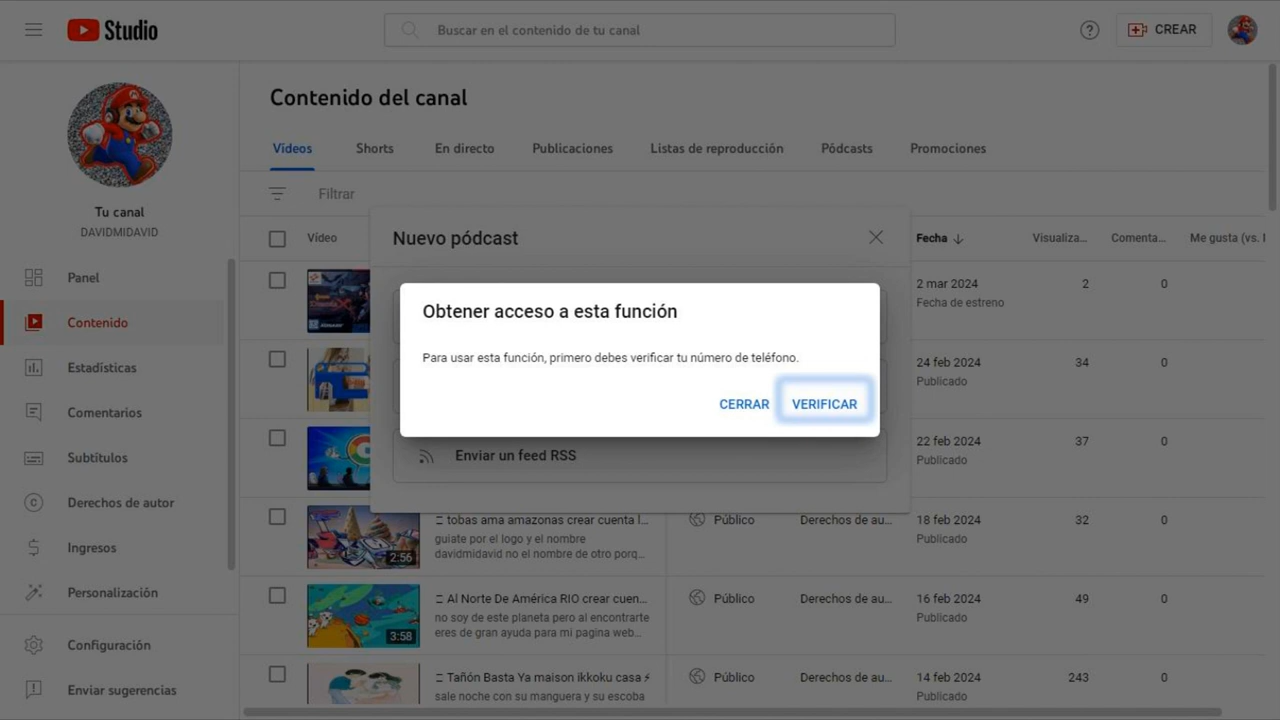 Studio
Buscar en el contenido de tu canal
CREAR
Tu canal
DAVIDMIDAVID
Panel
Contenido
Estadísticas
Comentarios
Subtítulos
Derechos de autor
Ingresos
Personalización
Configuración
Enviar sugerencias
Contenido del canal
Vídeos Shorts En directo Publicaciones Listas de reproducción Pódcasts Promociones
Filtrar
Vídeo Fecha Visualiza... Comenta... Me gusta (vs.
Nuevo pódcast
Obtener acceso a esta función
Para usar esta función, primero debes verificar tu número de teléfono.
CERRAR VERIFICAR
Enviar un feed RSS
2 mar 2024 2 0
Fecha de estreno
24 feb 2024 34 0
Publicado
22 feb 2024 37 0
Publicado
tobas ama amazonas crear cuenta l... Público Derechos de au... 18 feb 2024 32 0
guiate por el logo y el nombre Publicado
davidmidavid no el nombre de otro porq...
2:56
Al Norte De América RIO crear cuen... Público Derechos de au... 16 feb 2024 49 0
no soy de este planeta pero al encontrarte Publicado
eres de gran ayuda para mi pagina web...
3:58
Tañón Basta Ya maison ikkoku casa⚡ Público Derechos de au... 14 feb 2024 243 0
sale noche con su manguera y su escoba Publicado